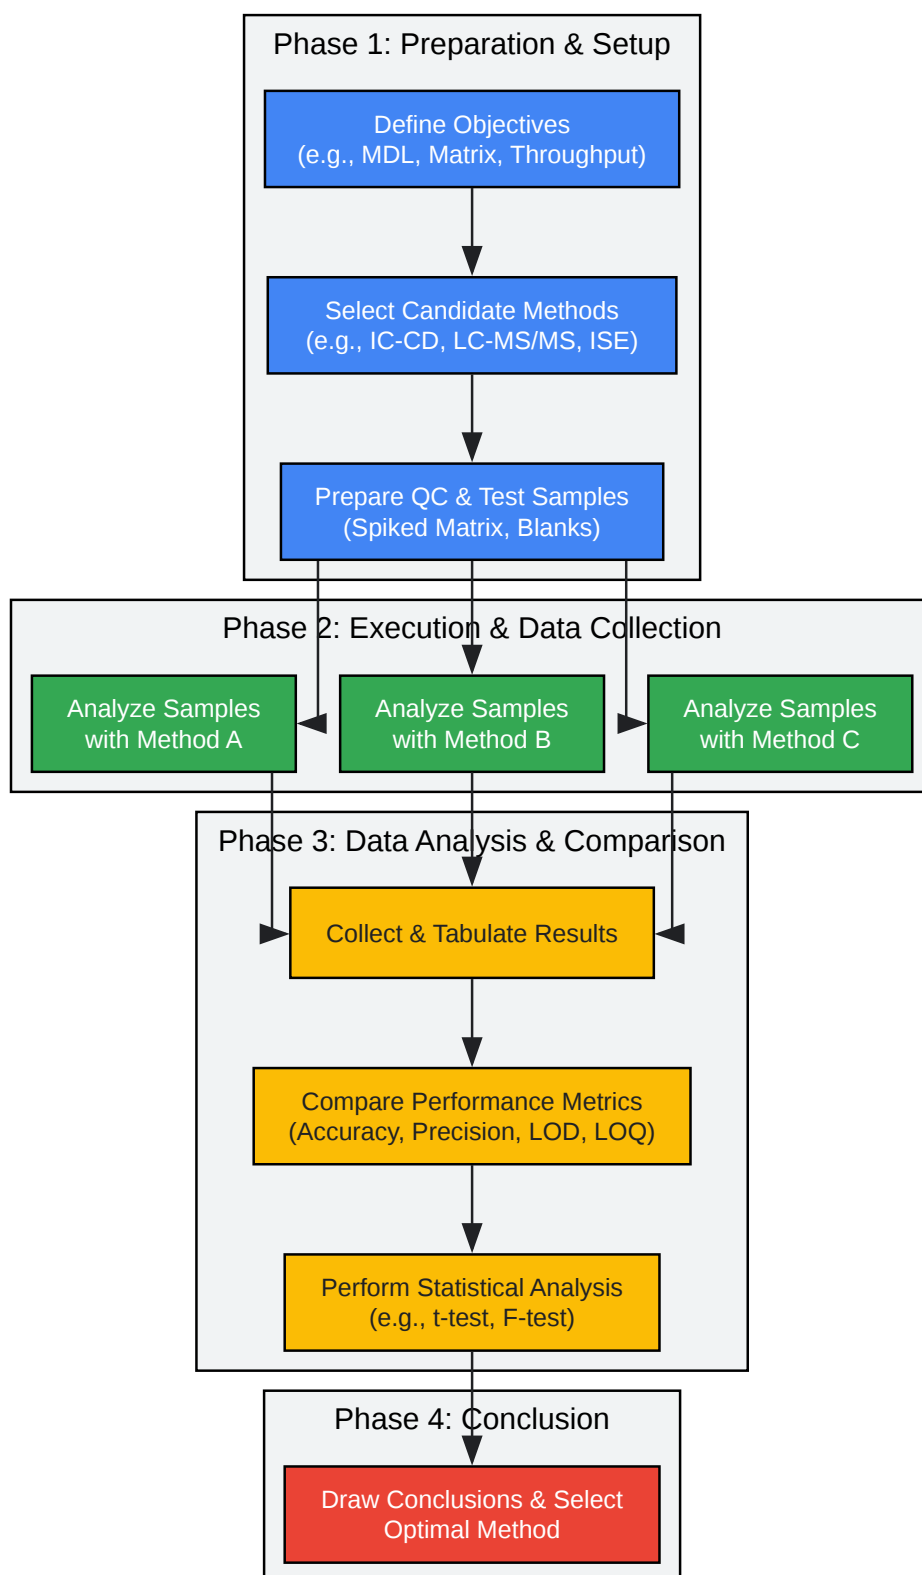 Phase 1: Preparation & Setup
Define Objectives
(e.g., MDL, Matrix, Throughput)
Select Candidate Methods
(e.g., IC-CD, LC-MS/MS, ISE)
Prepare QC & Test Samples
(Spiked Matrix, Blanks)
Phase 2: Execution & Data Collection
Analyze Samples
with Method A
Analyze Samples
with Method B
Analyze Samples
with Method C
Phase 3: Data Analysis & Comparison
Collect & Tabulate Results
Compare Performance Metrics
(Accuracy, Precision, LOD, LOQ)
Perform Statistical Analysis
(e.g., t-test, F-test)
Phase 4: Conclusion
Draw Conclusions & Select
Optimal Method